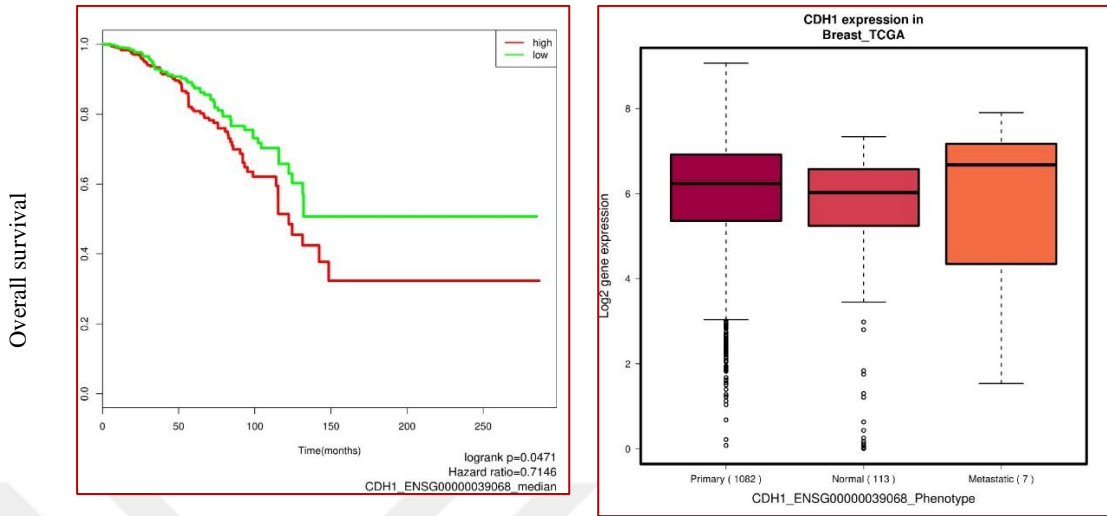 Overall survival
high
low
1.0
0.8
0.6
0.4
0.2
0.0
0
50
100
150
200
250
Time(months)
logrank p=0.0471
Hazard ratio=0.7146
CDH1_ENSG00000039068_median
CDH1 expression in
Breast_TCGA
Log2 gene expression
8
6
4
2
0
Primary ( 1082 )
Normal ( 113 )
Metastatic ( 7 )
CDH1_ENSG00000039068_Phenotype